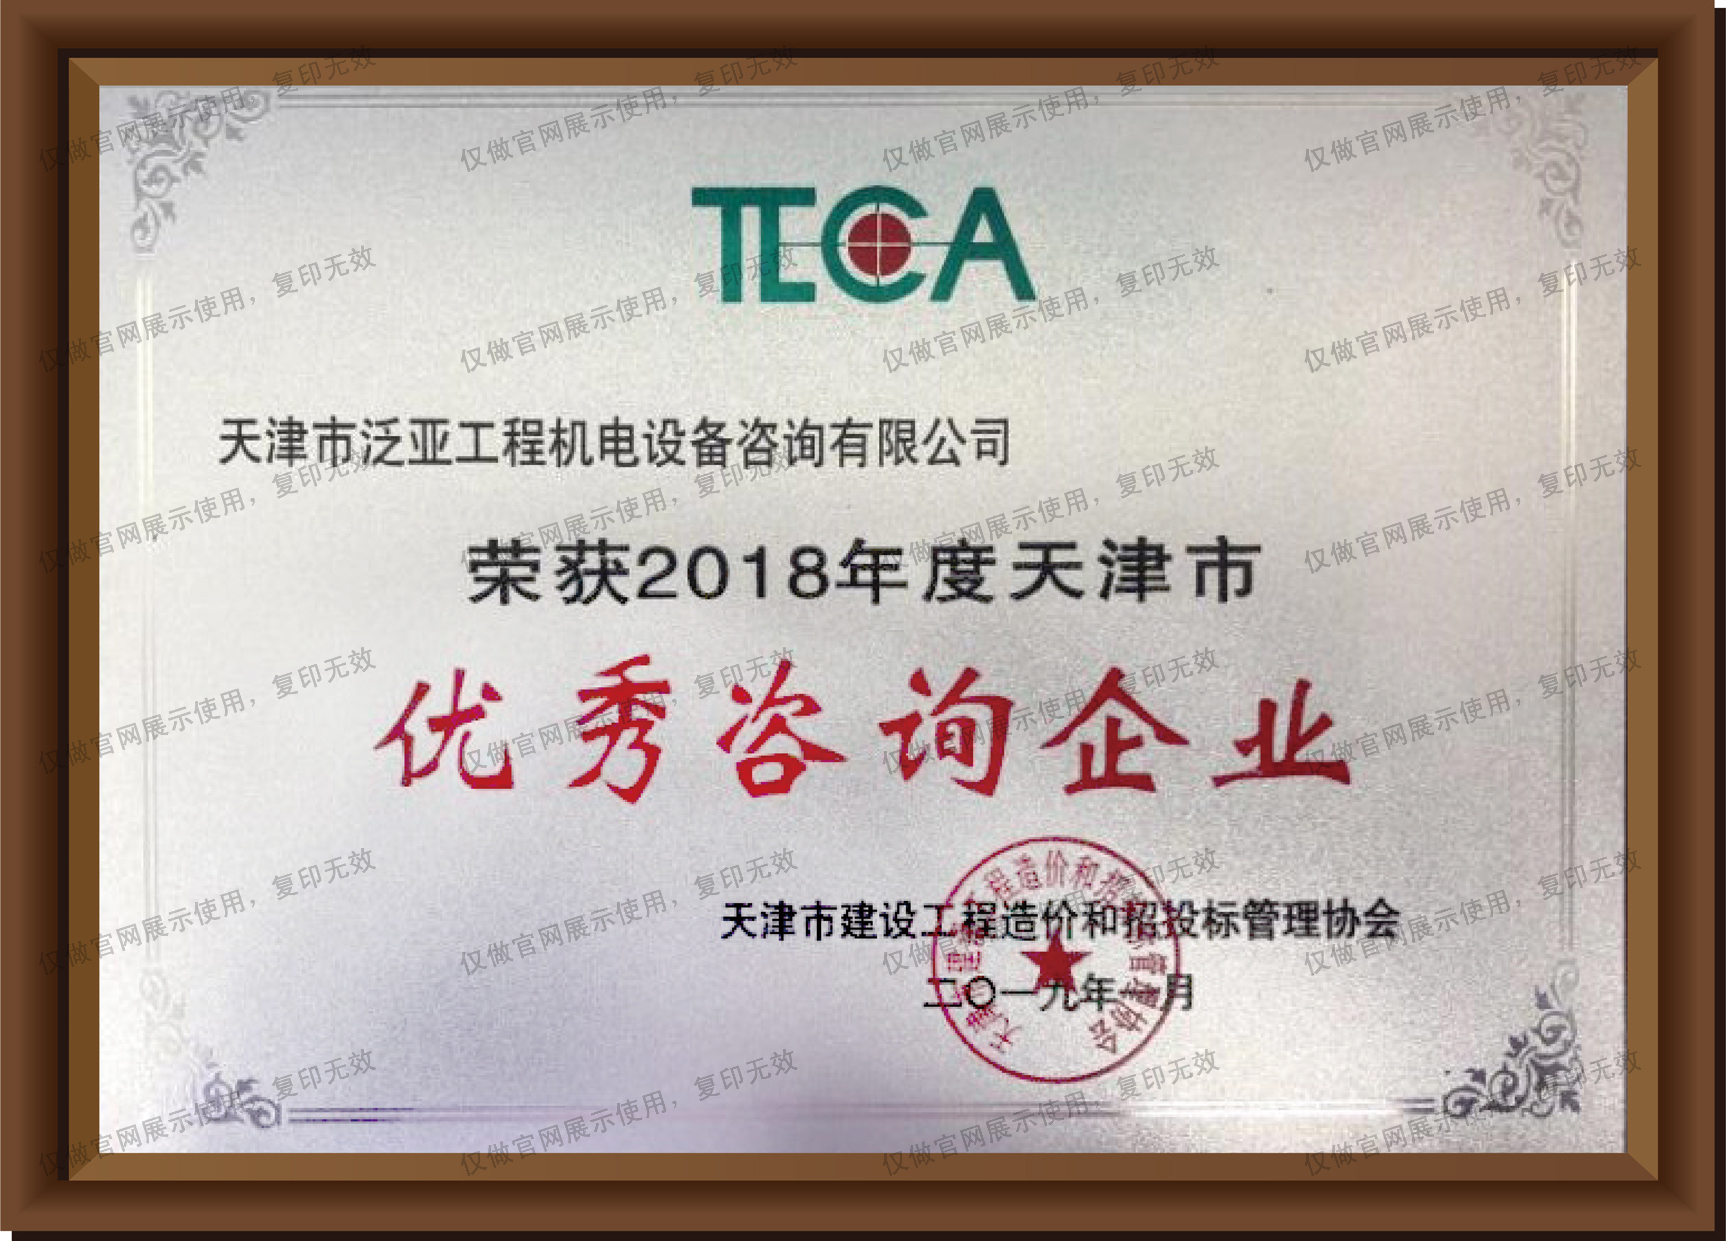 TECA
天津市泛亚工程机电设备咨询有限公司
荣获2018年度天津市
优秀咨询企业
天津市建设工程造价和招投标管理协会
二〇一九年 月
仅做官网展示使用，复印无效